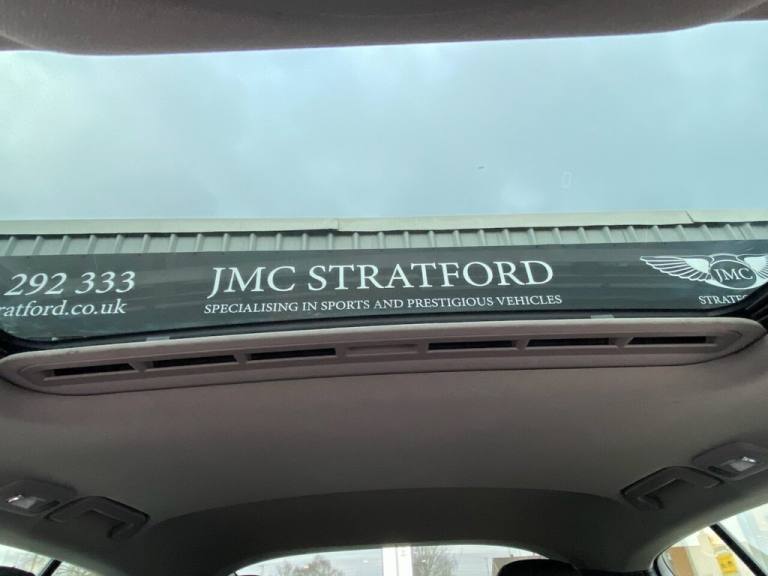 292 333
ratford.co.uk
JMC STRATFORD
SPECIALISING IN SPORTS AND PRESTIGIOUS VEHICLES
JMC
STRATF